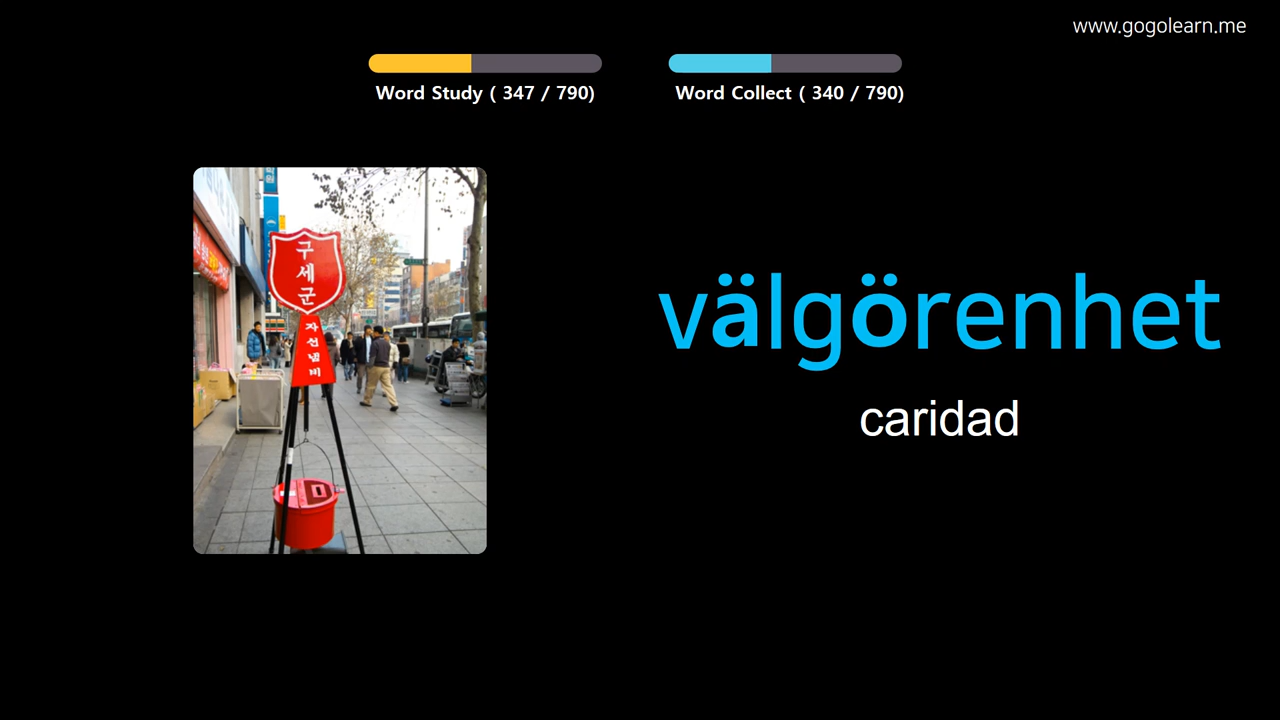 www.gogolearn.me
Word Study ( 347 / 790)
Word Collect ( 340 / 790)
구
세
군
자
선
냄
비
välgörenhet
caridad